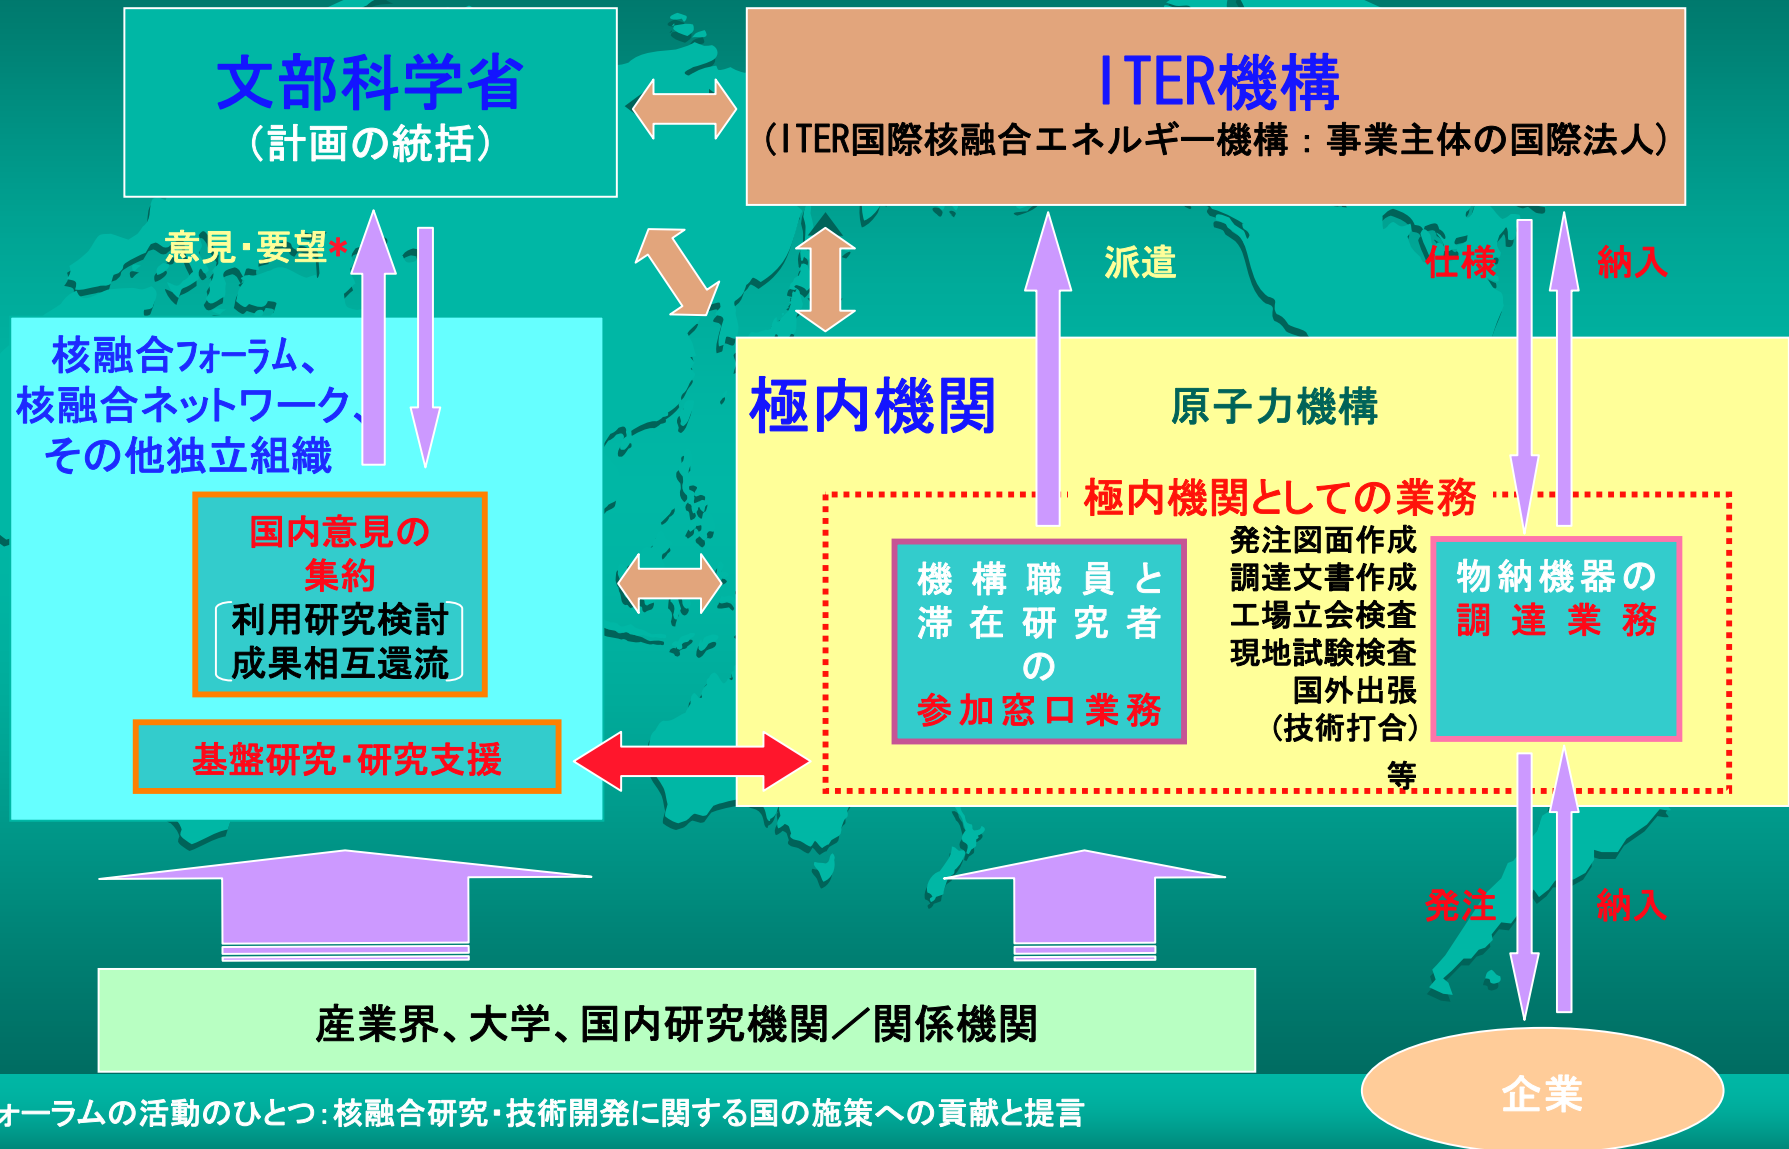 文部科学省
(計画の統括)
ITER機構
(ITER国際核融合エネルギー機構:事業主体の国際法人)
意見・要望*
派遣
仕様
納入
核融合フォーラム、
核融合ネットワーク、
その他独立組織
国内意見の
集約
利用研究検討
成果相互還流
基盤研究・研究支援
極内機関
原子力機構
極内機関としての業務
機構職員と
滞在研究者
の
参加窓口業務
発注図面作成
調達文書作成
工場立会検査
現地試験検査
国外出張
(技術打合)
等
物納機器の
調達業務
発注
納入
産業界、大学、国内研究機関/関係機関
企業
ォーラムの活動のひとつ:核融合研究・技術開発に関する国の施策への貢献と提言